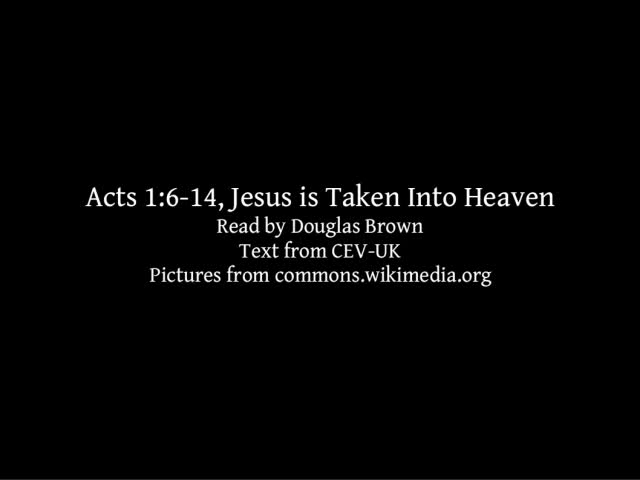 Acts 1:6-14, Jesus is Taken Into Heaven
Read by Douglas Brown
Text from CEV-UK
Pictures from commons.wikimedia.org